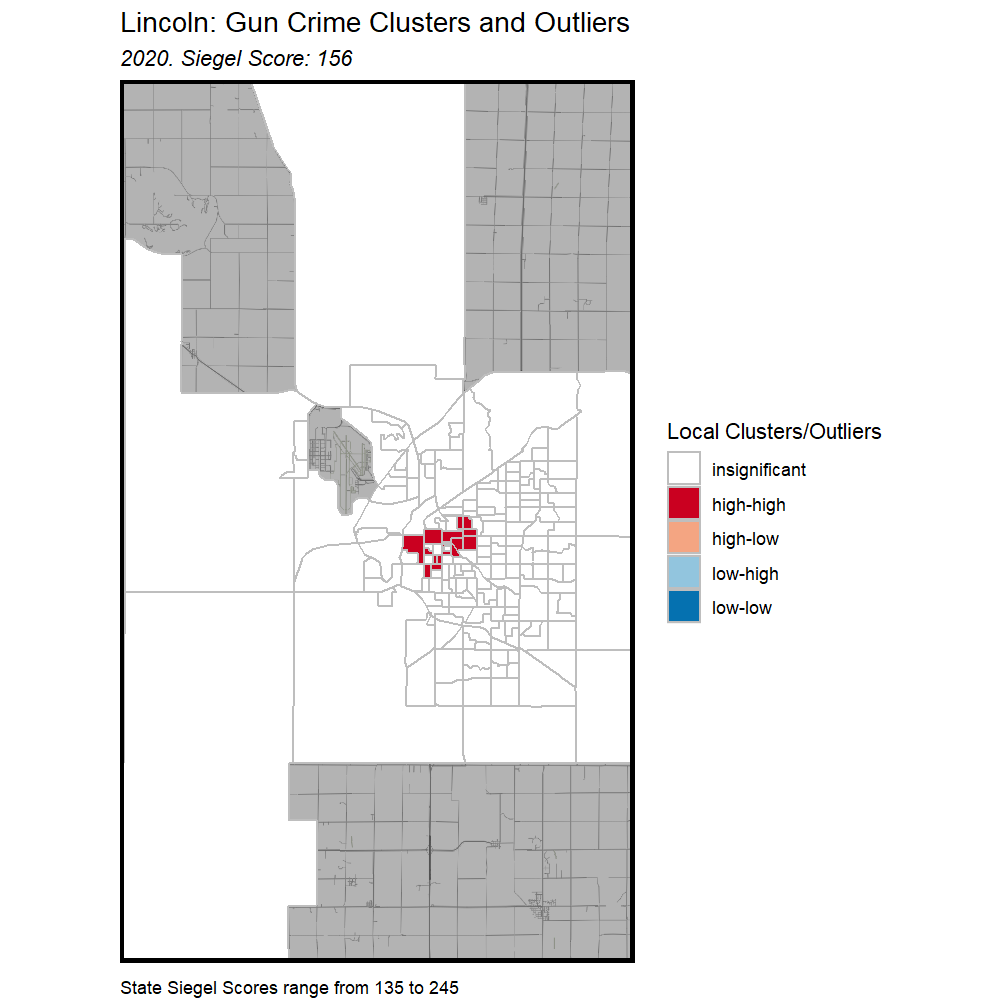 Lincoln: Gun Crime Clusters and Outliers
2020. Siegel Score: 156
Local Clusters/Outliers
insignificant
high-high
high-low
low-high
low-low
State Siegel Scores range from 135 to 245